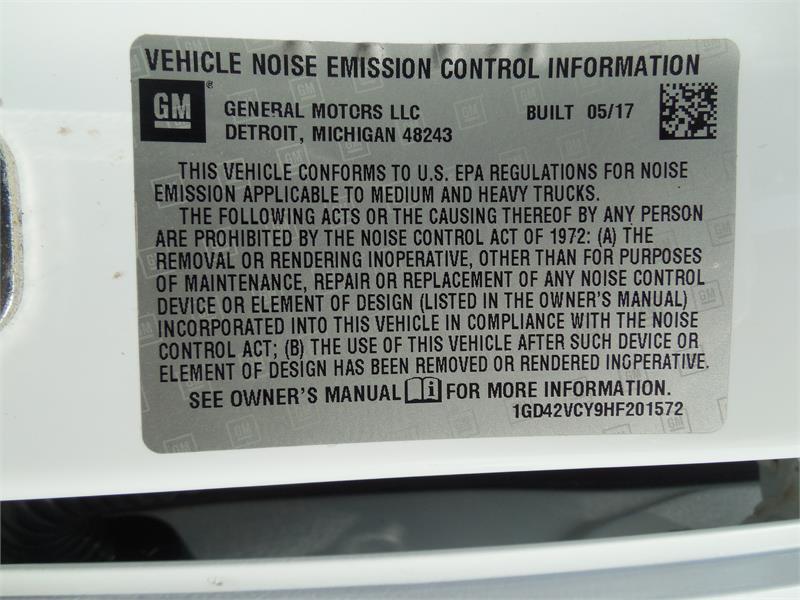 VEHICLE NOISE EMISSION CONTROL INFORMATION
GM ®
GENERAL MOTORS LLC BUILT 05/17
DETROIT, MICHIGAN 48243
THIS VEHICLE CONFORMS TO U.S. EPA REGULATIONS FOR NOISE
EMISSION APPLICABLE TO MEDIUM AND HEAVY TRUCKS.
THE FOLLOWING ACTS OR THE CAUSING THEREOF BY ANY PERSON
ARE PROHIBITED BY THE NOISE CONTROL ACT OF 1972: (A) THE
REMOVAL OR RENDERING INOPERATIVE, OTHER THAN FOR PURPOSES
OF MAINTENANCE, REPAIR OR REPLACEMENT OF ANY NOISE CONTROL
DEVICE OR ELEMENT OF DESIGN (LISTED IN THE OWNER'S MANUAL)
INCORPORATED INTO THIS VEHICLE IN COMPLIANCE WITH THE NOISE
CONTROL ACT; (B) THE USE OF THIS VEHICLE AFTER SUCH DEVICE OR
ELEMENT OF DESIGN HAS BEEN REMOVED OR RENDERED INOPERATIVE.
SEE OWNER'S MANUAL FOR MORE INFORMATION.
1GD42VCY9HF201572